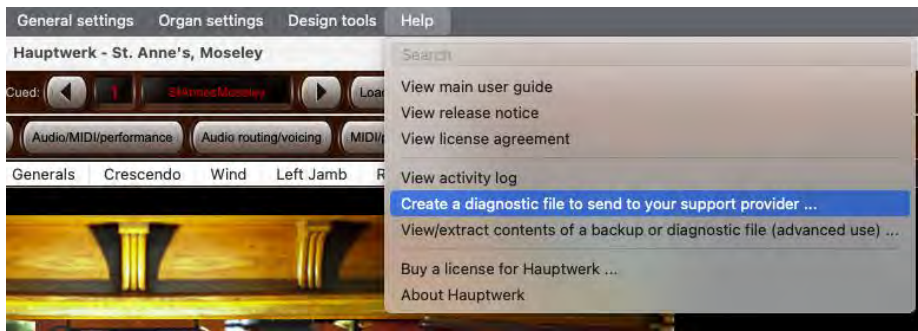 General settings Organ settings Design tools Help
Hauptwerk - St. Anne's, Moseley
Search
Cued: 1 StAnnesMoseley Loa
View main user guide
View release notice
Audio/MIDI/performance Audio routing/voicing MIDI/p
View license agreement
Generals Crescendo Wind Left Jamb R
View activity log
Create a diagnostic file to send to your support provider ...
View/extract contents of a backup or diagnostic file (advanced use) ...
Buy a license for Hauptwerk ...
About Hauptwerk